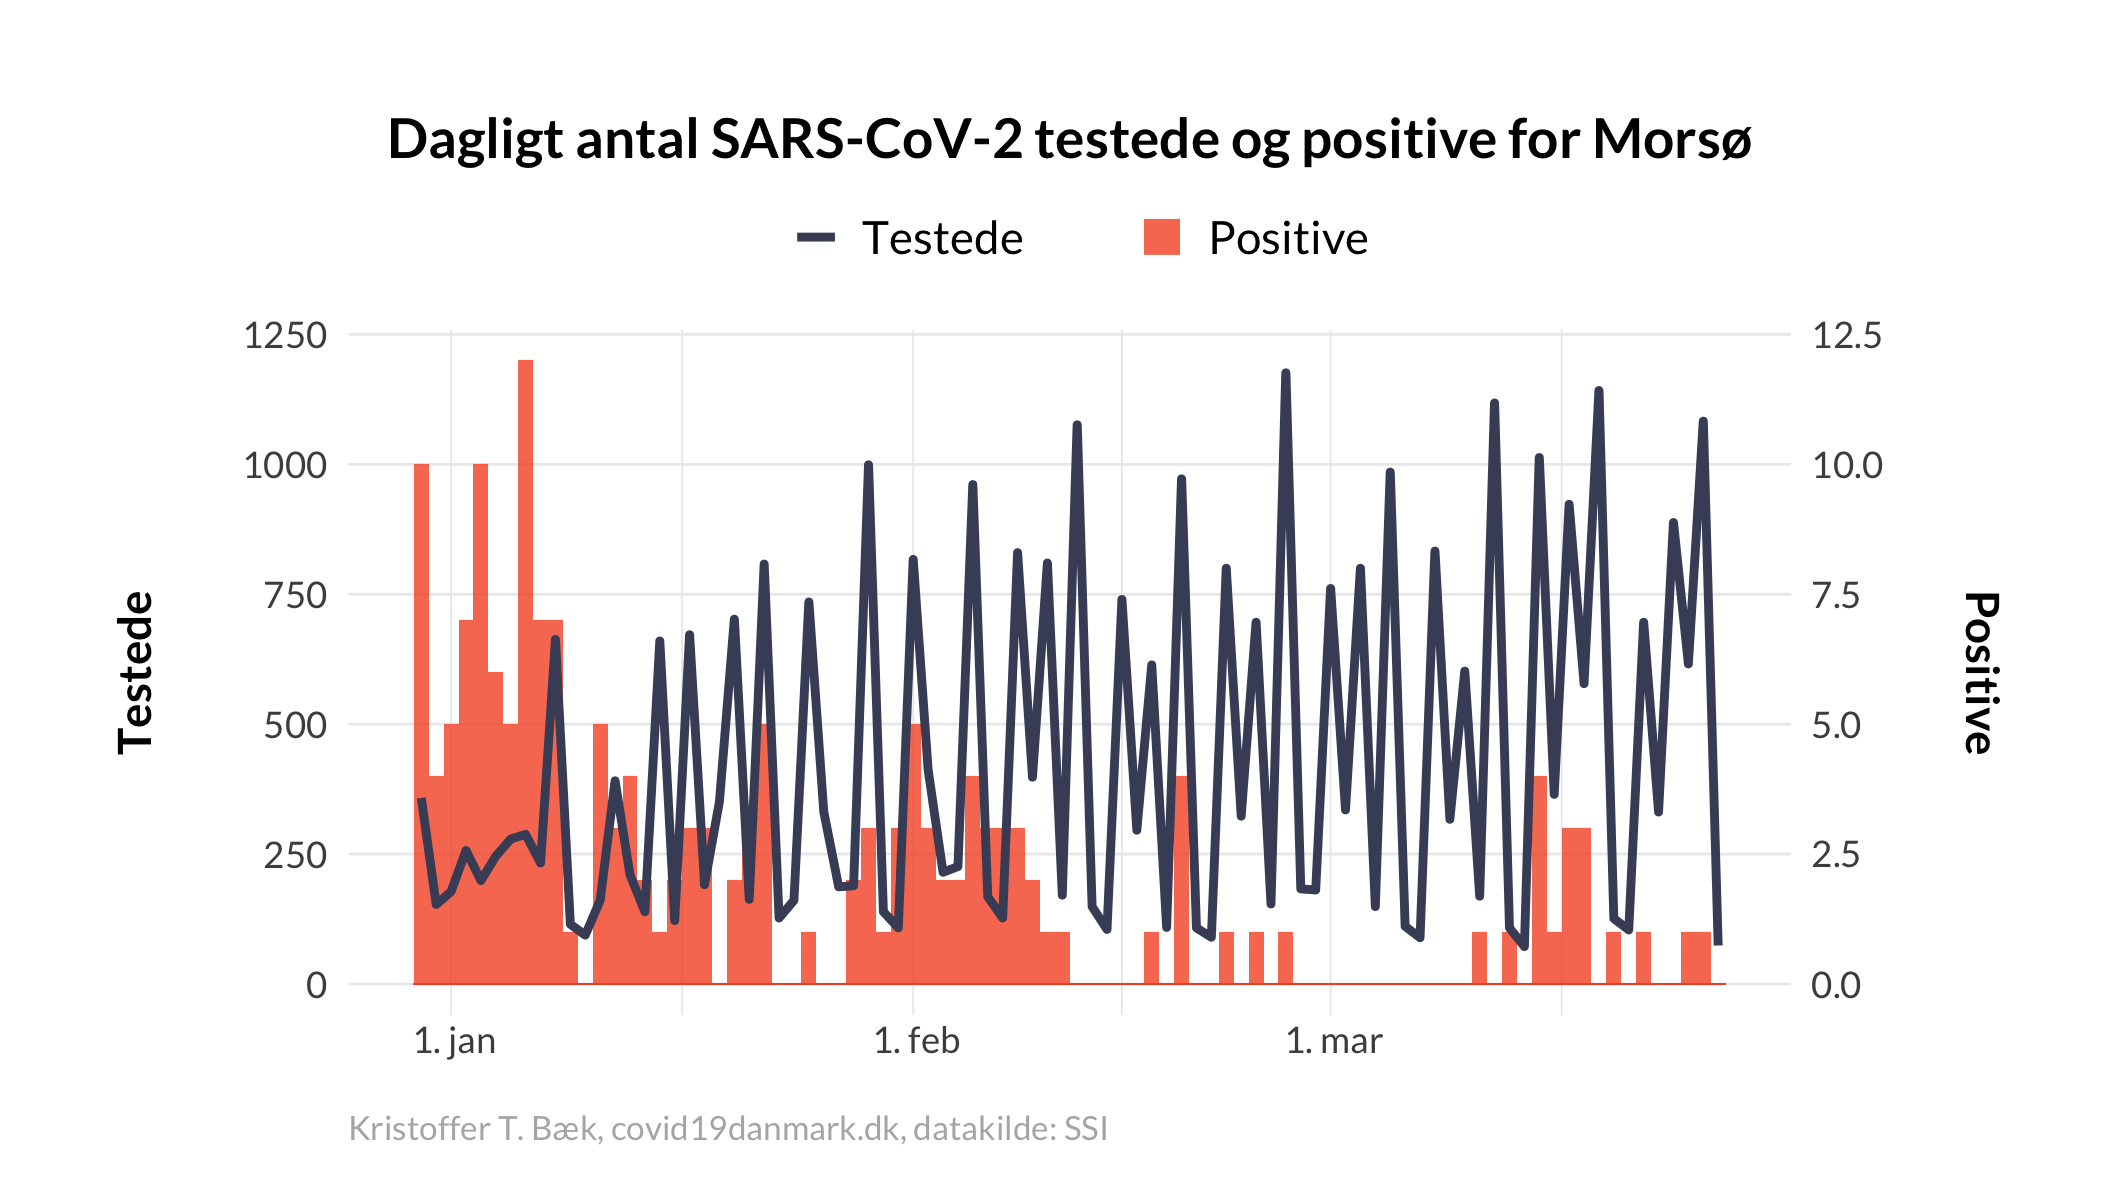 Dagligt antal SARS-CoV-2 testede og positive for Morsø
Testede
Positive
1250
1000
750
500
250
0
12.5
10.0
7.5
5.0
2.5
0.0
Testede
Positive
1. jan
1. feb
1. mar
Kristoffer T. Bæk, covid19danmark.dk, datakilde: SSI